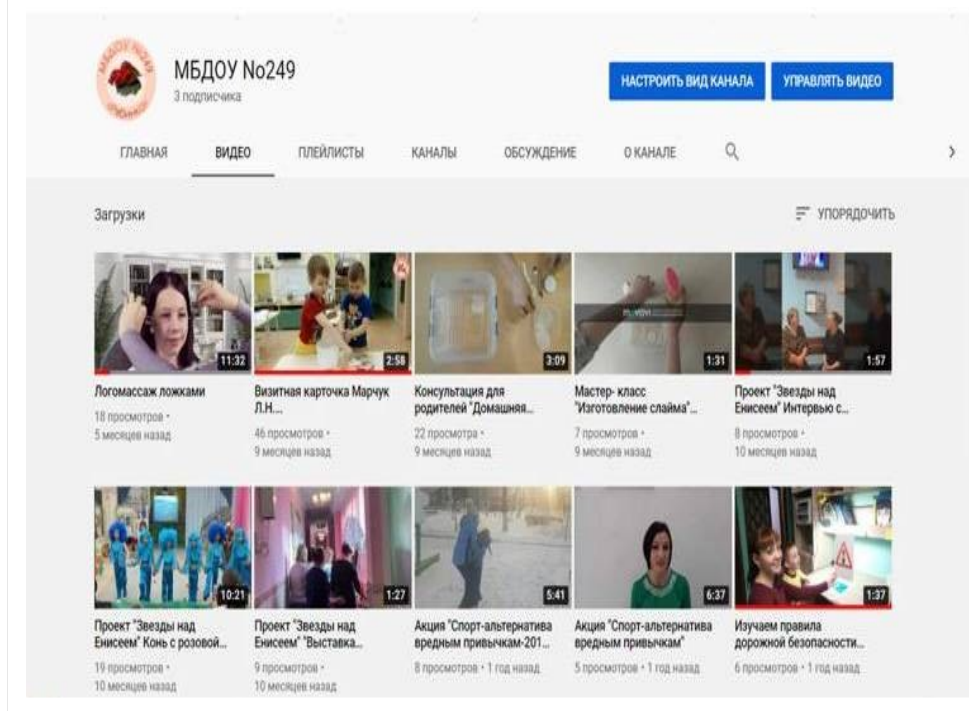 МБДОУ №249
МБДОУ No249
3 подписчика
НАСТРОИТЬ ВИД КАНАЛА
УПРАВЛЯТЬ ВИДЕО
ГЛАВНАЯ
ВИДЕО
ПЛЕЙЛИСТЫ
КАНАЛЫ
ОБСУЖДЕНИЕ
О КАНАЛЕ
Загрузки
УПОРЯДОЧИТЬ
11:32
2:58
3:09
movavi
1:31
1:57
Логомассаж ложками
18 просмотров •
5 месяцев назад
Визитная карточка Марчук
Л.Н....
46 просмотров •
9 месяцев назад
Консультация для
родителей "Домашняя...
22 просмотра •
9 месяцев назад
Мастер- класс
"Изготовление слайма"...
7 просмотров •
9 месяцев назад
Проект "Звезды над
Енисеем" Интервью с...
8 просмотров •
10 месяцев назад
10:21
1:27
5:41
6:37
1:37
Проект "Звезды над
Енисеем" Конь с розовой...
19 просмотров •
10 месяцев назад
Проект "Звезды над
Енисеем" "Выставка...
9 просмотров •
10 месяцев назад
Акция "Спорт-альтернатива
вредным привычкам-201...
8 просмотров • 1 год назад
Акция "Спорт-альтернатива
вредным привычкам"
5 просмотров • 1 год назад
Изучаем правила
дорожной безопасности...
6 просмотров • 1 год назад